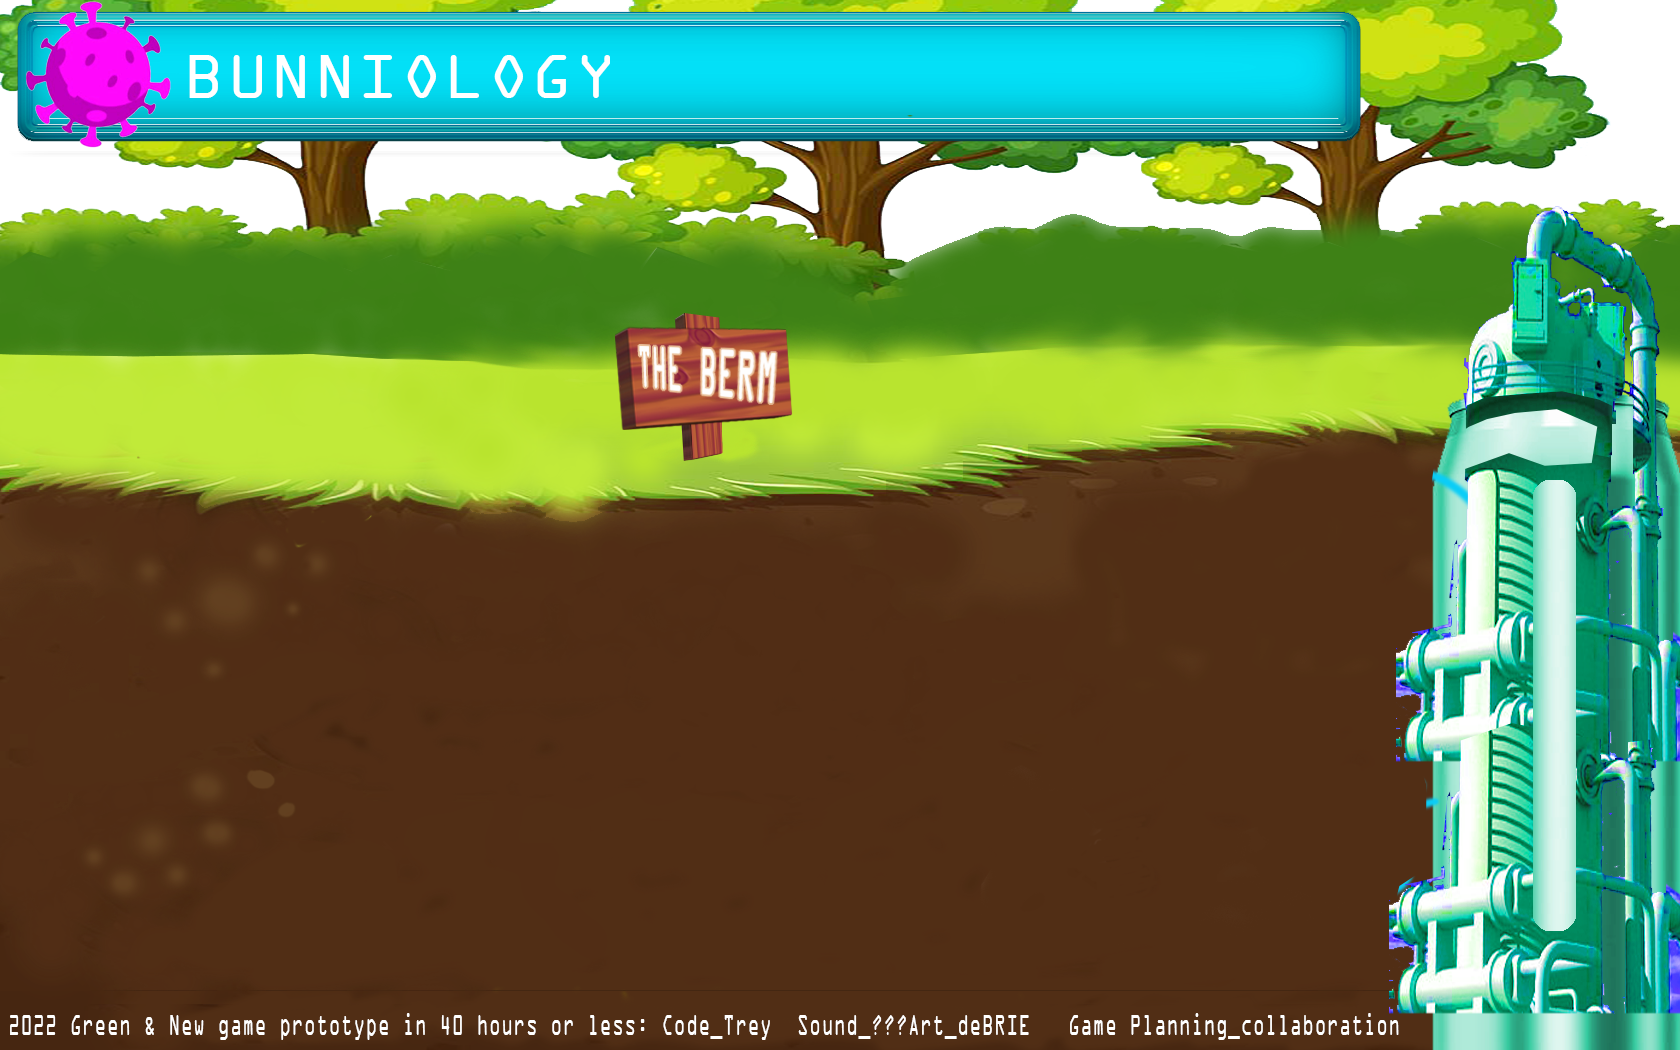 BUNNIOLOGY
THE BERM
2022 Green & New game prototype in 40 hours or less: Code_Trey Sound_???Art_deBRIE Game Planning_collaboration